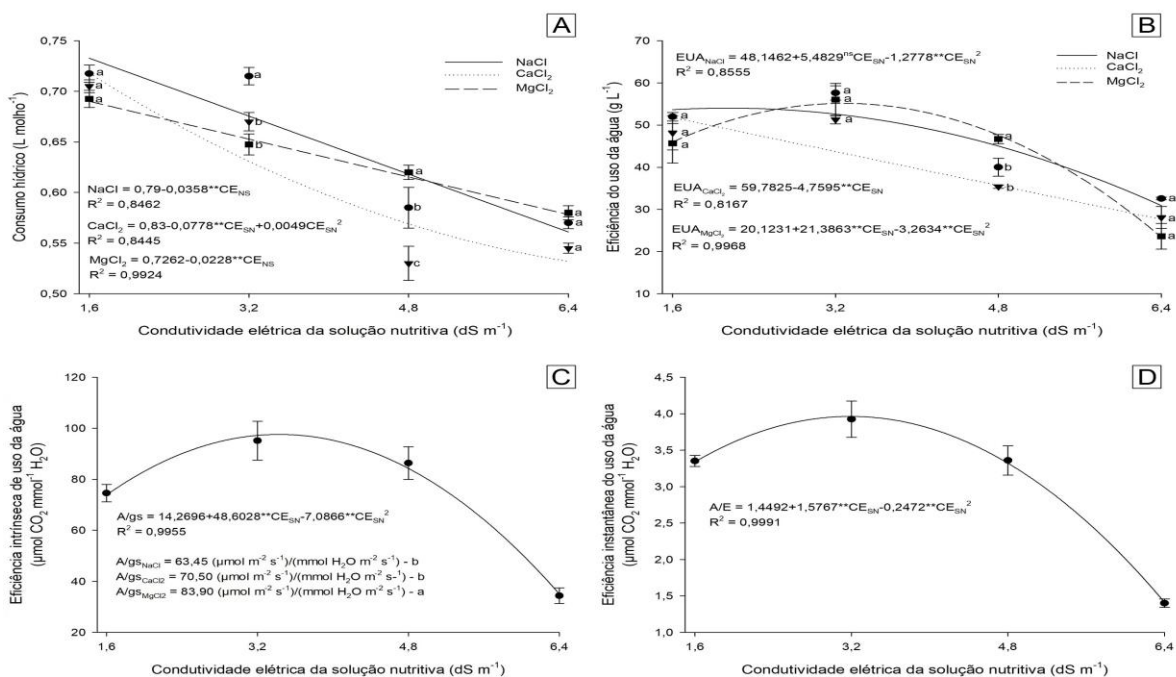 A
0,75
0,70
0,65
0,60
0,55
0,50
Consumo hídrico (L molho⁻¹)
NaCl
CaCl₂
MgCl₂
a
a
a
a
b
b
a
b
c
a
a
a
NaCl = 0,79-0,0358**CE_NS
R² = 0,8462
CaCl₂ = 0,83-0,0778**CE_SN+0,0049CE_SN²
R² = 0,8445
MgCl₂ = 0,7262-0,0228**CE_NS
R² = 0,9924
1,6 3,2 4,8 6,4
Condutividade elétrica da solução nutritiva (dS m⁻¹)
B
70
60
50
40
30
20
10
Eficiência do uso da água (g L⁻¹)
EUA_NaCl = 48,1462+5,4829ⁿˢCE_SN-1,2778**CE_SN²
R² = 0,8555
NaCl
CaCl₂
MgCl₂
a
a
a
a
a
a
a
b
b
a
a
a
EUA_CaCl₂ = 59,7825-4,7595**CE_SN
R² = 0,8167
EUA_MgCl₂ = 20,1231+21,3863**CE_SN-3,2634**CE_SN²
R² = 0,9968
1,6 3,2 4,8 6,4
Condutividade elétrica da solução nutritiva (dS m⁻¹)
C
120
100
80
60
40
20
Eficiência intrínseca de uso da água
(µmol CO₂ mmol⁻¹ H₂O)
A/gs = 14,2696+48,6028**CE_SN-7,0866**CE_SN²
R² = 0,9955
A/gs_NaCl = 63,45 (µmol m⁻² s⁻¹)/(mmol H₂O m⁻² s⁻¹) - b
A/gs_CaCl2 = 70,50 (µmol m⁻² s⁻¹)/(mmol H₂O m⁻² s-¹) - b
A/gs_MgCl2 = 83,90 (µmol m⁻² s⁻¹)/(mmol H₂O m⁻² s⁻¹) - a
1,6 3,2 4,8 6,4
Condutividade elétrica da solução nutritiva (dS m⁻¹)
D
4,5
4,0
3,5
3,0
2,5
2,0
1,5
1,0
Eficiência instantânea do uso da água
(µmol CO₂ mmol⁻¹ H₂O)
A/E = 1,4492+1,5767**CE_SN-0,2472**CE_SN²
R² = 0,9991
1,6 3,2 4,8 6,4
Condutividade elétrica da solução nutritiva (dS m⁻¹)